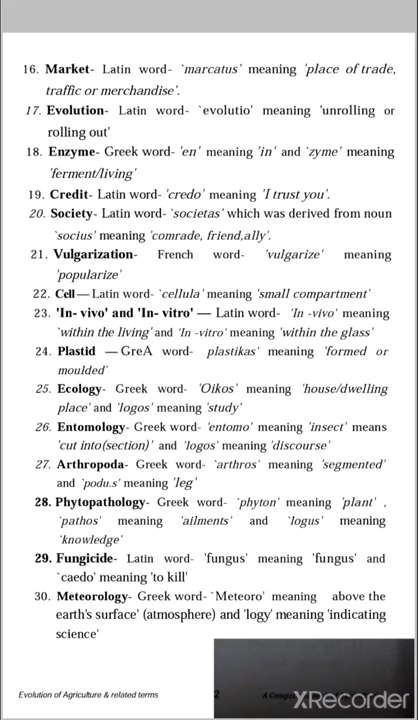 16. Market- Latin word- `marcatus' meaning 'place of trade,
traffic or merchandise'.
17. Evolution- Latin word- `evolutio' meaning 'unrolling or
rolling out'
18. Enzyme- Greek word- 'en' meaning 'in' and `zyme' meaning
'ferment/living'
19. Credit- Latin word- 'credo' meaning 'I trust you'.
20. Society- Latin word- `societas' which was derived from noun
`socius' meaning 'comrade, friend,ally'.
21. Vulgarization- French word- 'vulgarize' meaning
'popularize'
22. Cell — Latin word- `cellula' meaning 'small compartment'
23. 'In- vivo' and 'In- vitro' — Latin word- 'In -vivo' meaning
`within the living' and 'In -vitro' meaning 'within the glass'
24. Plastid — GreA word- plastikas' meaning 'formed or
moulded'
25. Ecology- Greek word- 'Oikos' meaning 'house/dwelling
place' and 'logos' meaning 'study'
26. Entomology- Greek word- 'entomo' meaning 'insect' means
'cut into(section)' and 'logos' meaning 'discourse'
27. Arthropoda- Greek word- `arthros' meaning 'segmented'
and `podu.s' meaning 'leg'
28. Phytopathology- Greek word- `phyton' meaning 'plant' ,
`pathos' meaning 'ailments' and `logus' meaning
`knowledge'
29. Fungicide- Latin word- 'fungus' meaning 'fungus' and
`caedo' meaning 'to kill'
30. Meteorology- Greek word- `Meteoro' meaning above the
earth's surface' (atmosphere) and 'logy' meaning 'indicating
science'
Evolution of Agriculture & related terms 2 A
XRecorder